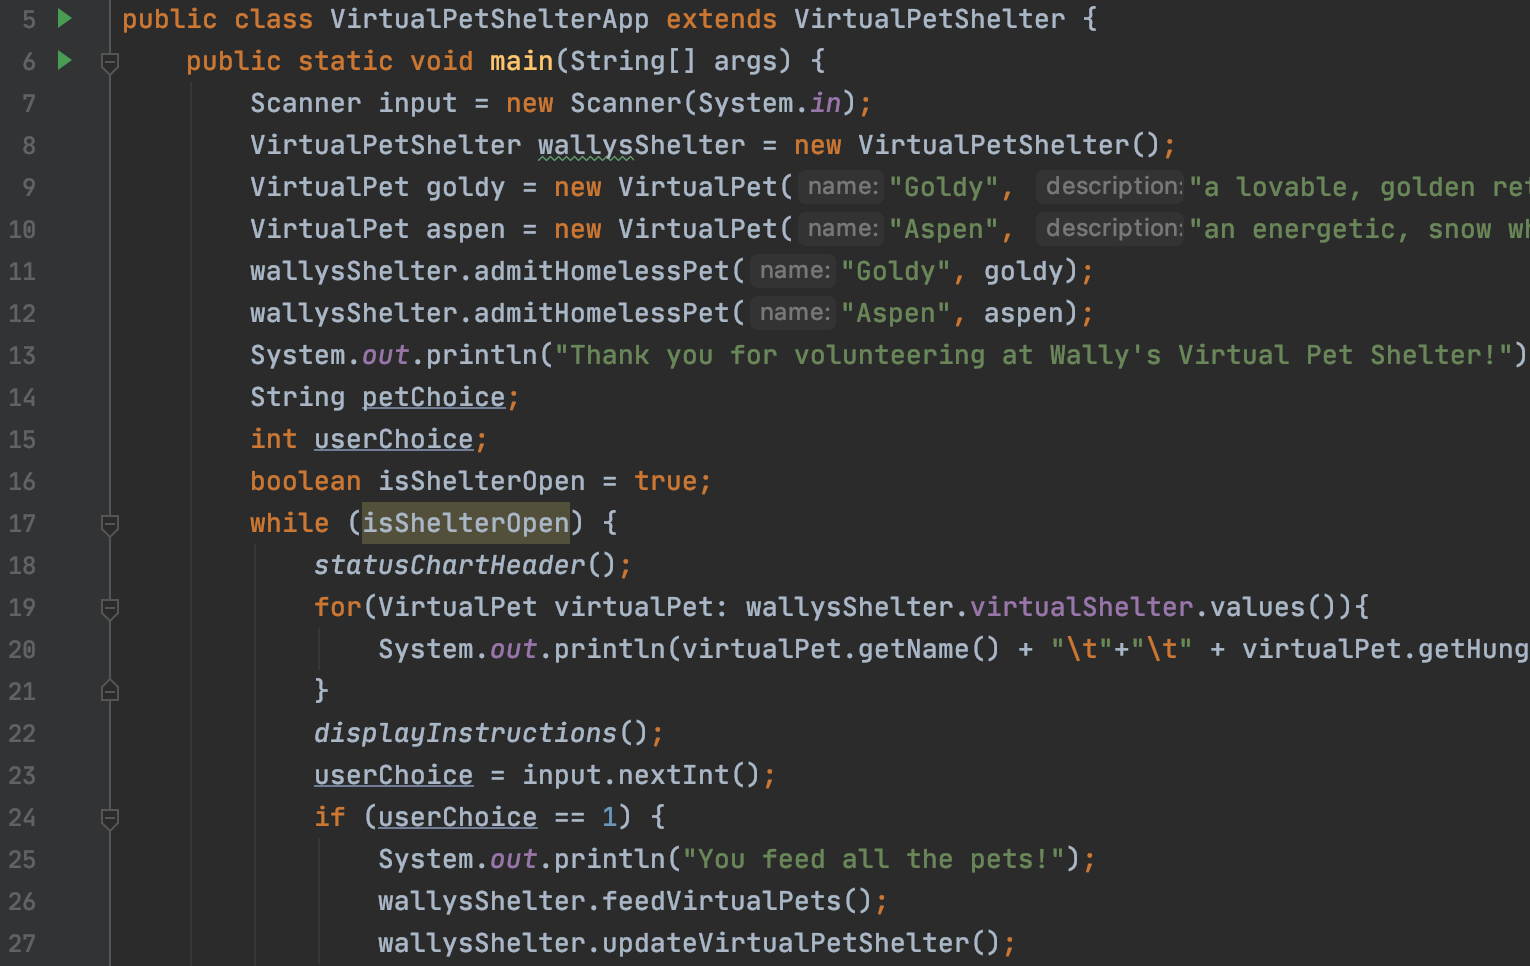 5 public class VirtualPetShelterApp extends VirtualPetShelter {
6 public static void main(String[] args) {
7 Scanner input = new Scanner(System.in);
8 VirtualPetShelter wallysShelter = new VirtualPetShelter();
9 VirtualPet goldy = new VirtualPet( name: "Goldy", description: "a lovable, golden
10 VirtualPet aspen = new VirtualPet( name: "Aspen", description: "an energetic, snow
11 wallysShelter.admitHomelessPet( name: "Goldy", goldy);
12 wallysShelter.admitHomelessPet( name: "Aspen", aspen);
13 System.out.println("Thank you for volunteering at Wally's Virtual Pet Shelter!")
14 String petChoice;
15 int userChoice;
16 boolean isShelterOpen = true;
17 while (isShelterOpen) {
18 statusChartHeader();
19 for(VirtualPet virtualPet: wallysShelter.virtualShelter.values()){
20 System.out.println(virtualPet.getName() + "\t"+"\t" + virtualPet.getHung
21 }
22 displayInstructions();
23 userChoice = input.nextInt();
24 if (userChoice == 1) {
25 System.out.println("You feed all the pets!");
26 wallysShelter.feedVirtualPets();
27 wallysShelter.updateVirtualPetShelter();